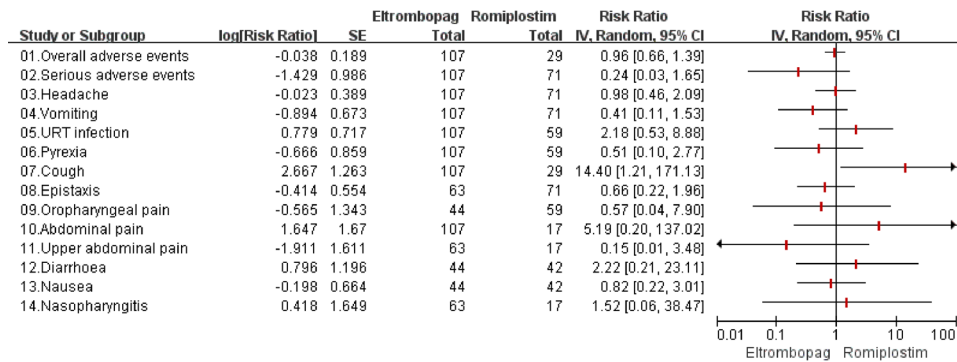 Eltrombopag Romiplostim Risk Ratio Risk Ratio
Study or Subgroup log[Risk Ratio] SE Total Total IV, Random, 95% CI IV, Random, 95% CI
01.Overall adverse events -0.038 0.189 107 29 0.96 [0.66, 1.39]
02.Serious adverse events -1.429 0.986 107 71 0.24 [0.03, 1.65]
03.Headache -0.023 0.389 107 71 0.98 [0.46, 2.09]
04.Vomiting -0.894 0.673 107 71 0.41 [0.11, 1.53]
05.URT infection 0.779 0.717 107 59 2.18 [0.53, 8.88]
06.Pyrexia -0.666 0.859 107 59 0.51 [0.10, 2.77]
07.Cough 2.667 1.263 107 29 14.40 [1.21, 171.13]
08.Epistaxis -0.414 0.554 63 71 0.66 [0.22, 1.96]
09.Oropharyngeal pain -0.565 1.343 44 59 0.57 [0.04, 7.90]
10.Abdominal pain 1.647 1.67 107 17 5.19 [0.20, 137.02]
11.Upper abdominal pain -1.911 1.611 63 17 0.15 [0.01, 3.48]
12.Diarrhoea 0.796 1.196 44 42 2.22 [0.21, 23.11]
13.Nausea -0.198 0.664 44 42 0.82 [0.22, 3.01]
14.Nasopharyngitis 0.418 1.649 63 17 1.52 [0.06, 38.47]
0.01 0.1 1 10 100
Eltrombopag Romiplostim